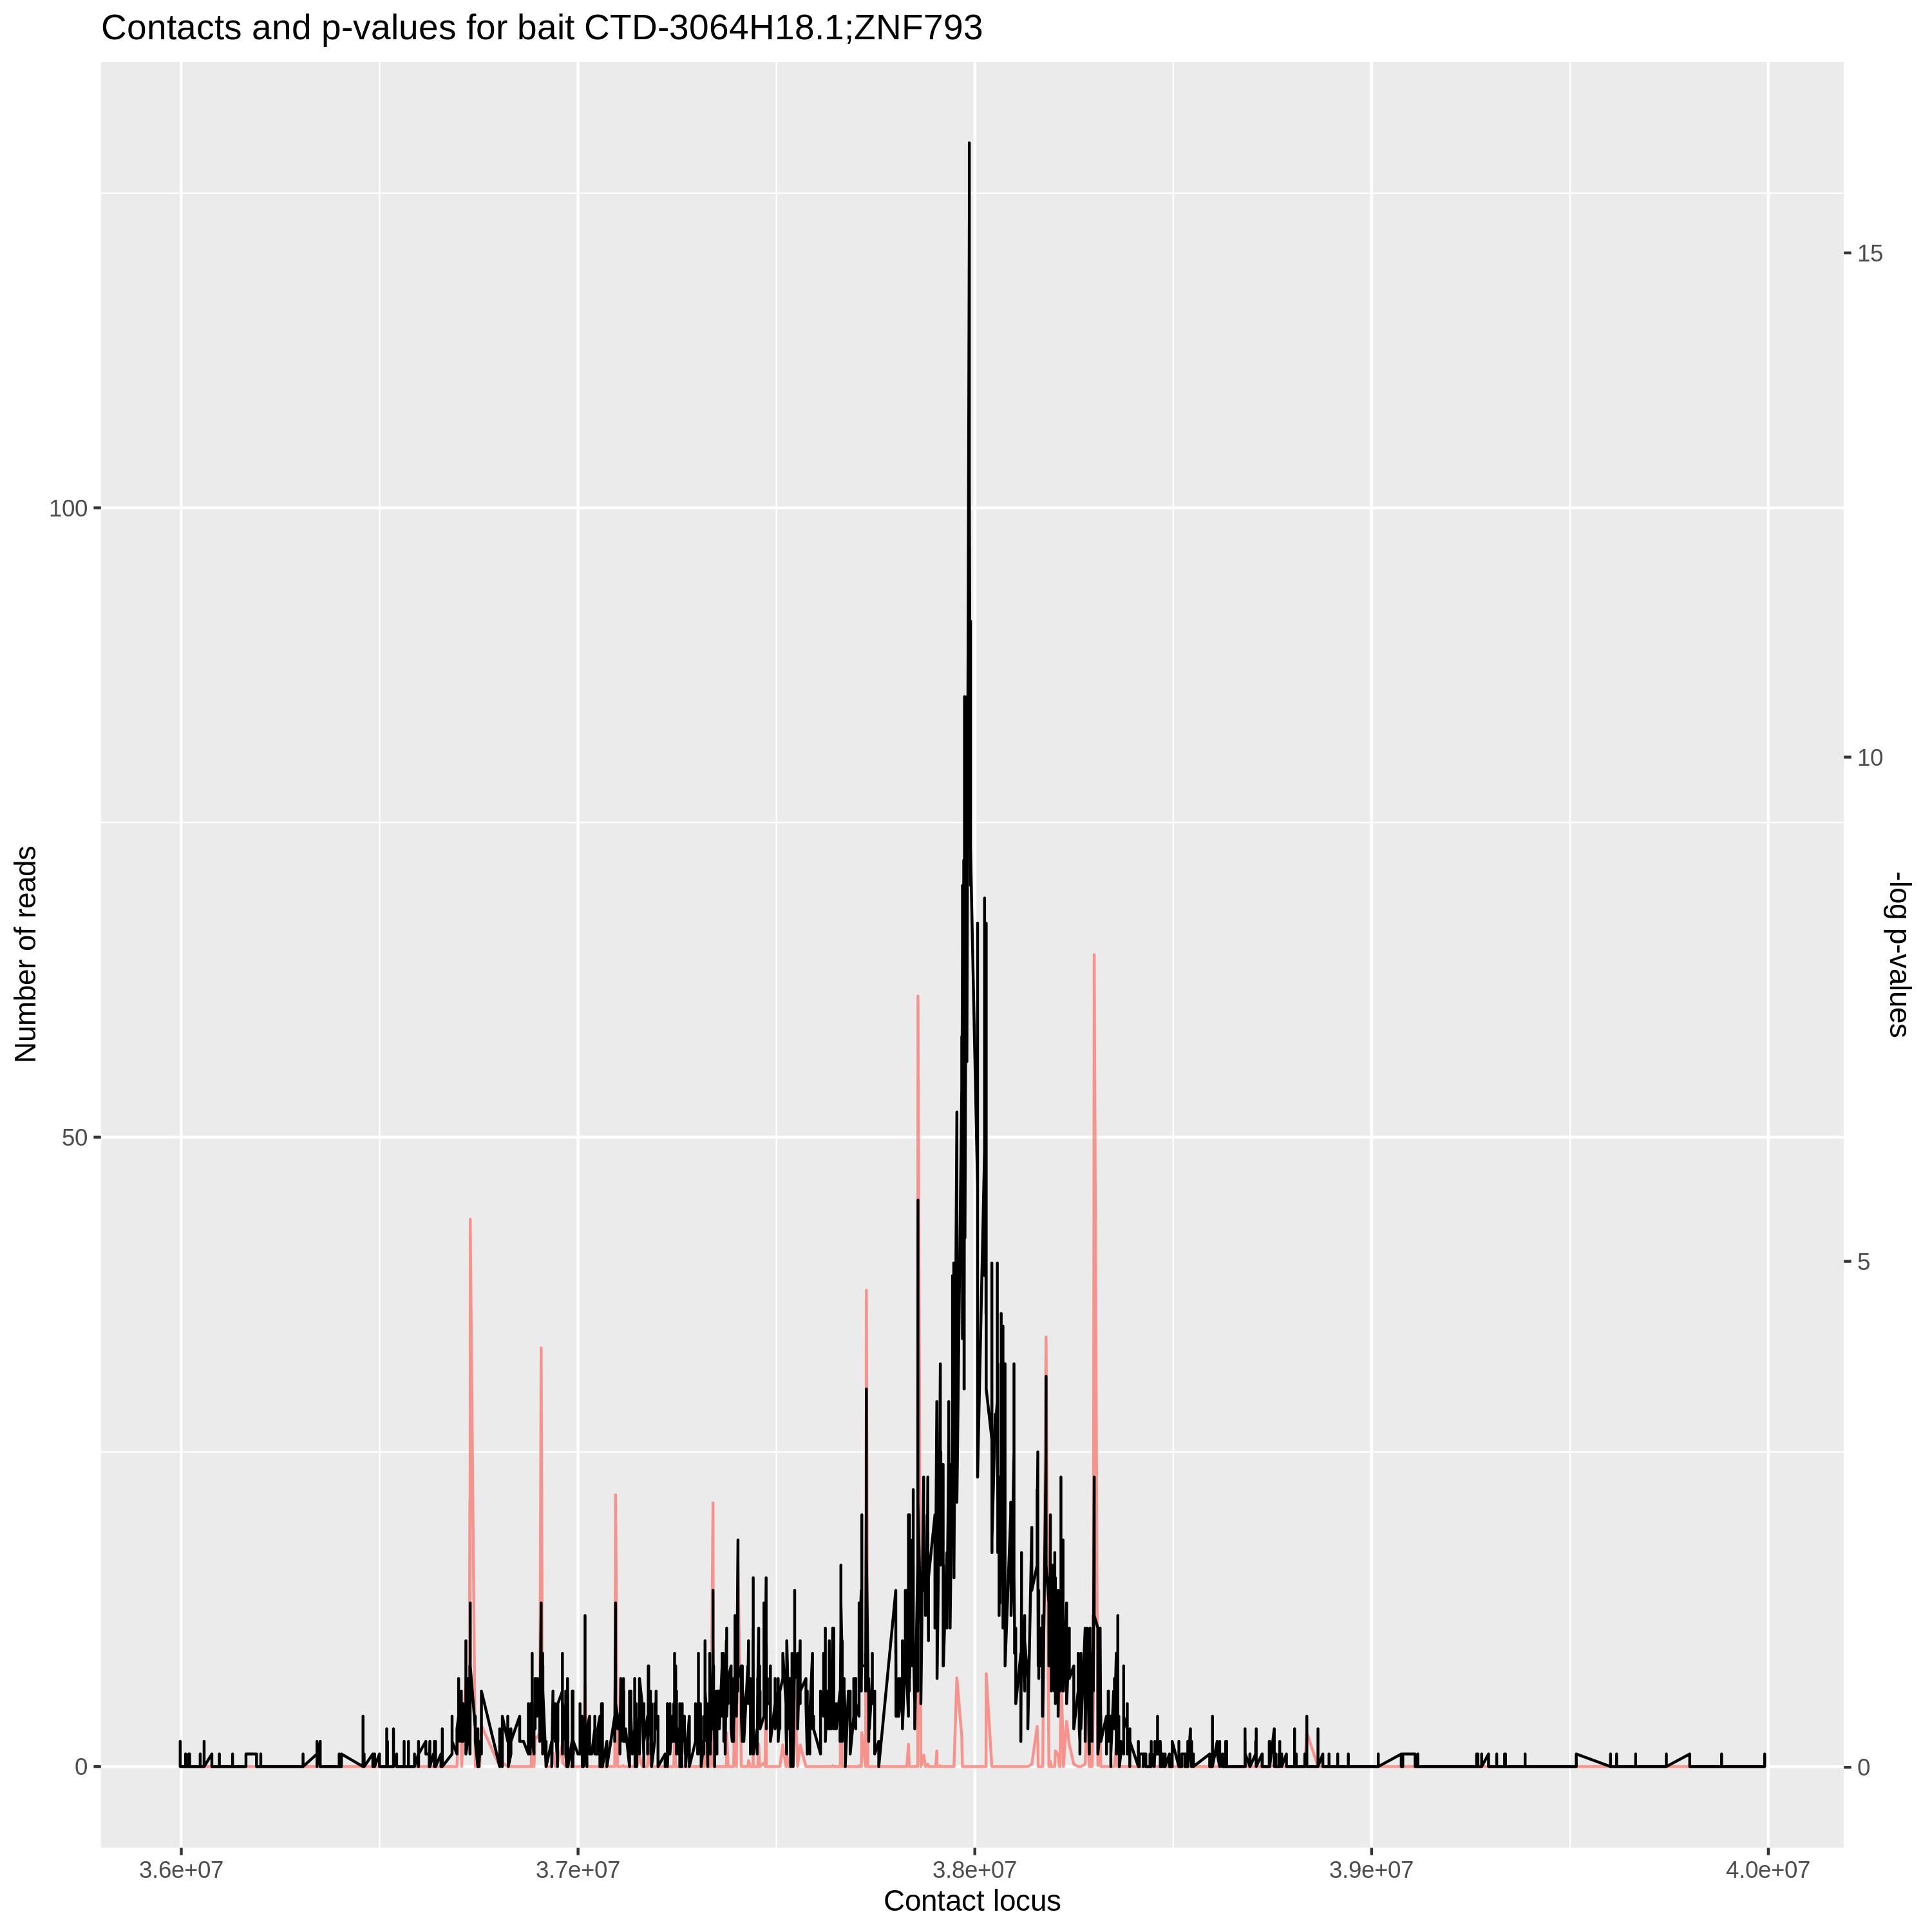 Contacts and p-values for bait CTD-3064H18.1;ZNF793
Number of reads
100
50
0
15
10
5
0
-log p-values
3.6e+07
3.7e+07
3.8e+07
3.9e+07
4.0e+07
Contact locus